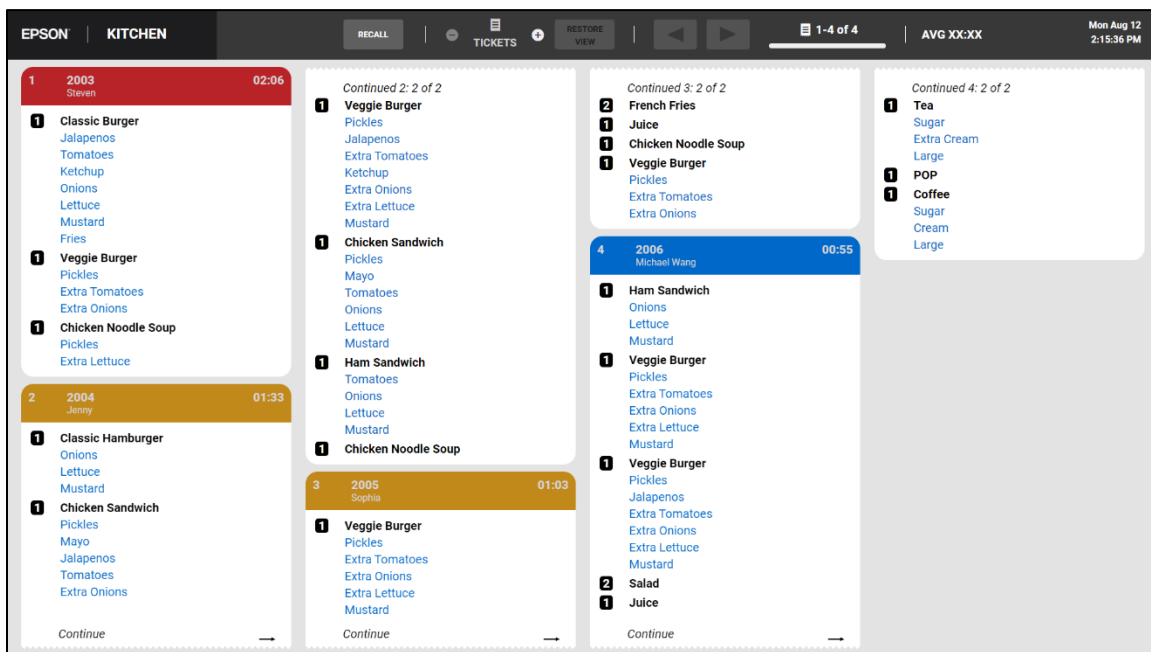 EPSON KITCHEN
RECALL
TICKETS
RESTORE VIEW
1-4 of 4
AVG XX:XX
Mon Aug 12
2:15:36 PM
1 2003 02:06
Steven
1 Classic Burger
Jalapenos
Tomatoes
Ketchup
Onions
Lettuce
Mustard
Fries
1 Veggie Burger
Pickles
Extra Tomatoes
Extra Onions
1 Chicken Noodle Soup
Pickles
Extra Lettuce
2 2004 01:33
Jenny
1 Classic Hamburger
Onions
Lettuce
Mustard
1 Chicken Sandwich
Pickles
Mayo
Jalapenos
Tomatoes
Extra Onions
Continue
Continued 2: 2 of 2
1 Veggie Burger
Pickles
Jalapenos
Extra Tomatoes
Ketchup
Extra Onions
Extra Lettuce
Mustard
1 Chicken Sandwich
Pickles
Mayo
Tomatoes
Onions
Lettuce
Mustard
1 Ham Sandwich
Tomatoes
Onions
Lettuce
Mustard
1 Chicken Noodle Soup
3 2005 01:03
Sophia
1 Veggie Burger
Pickles
Extra Tomatoes
Extra Onions
Extra Lettuce
Mustard
Continue
Continued 3: 2 of 2
2 French Fries
1 Juice
1 Chicken Noodle Soup
1 Veggie Burger
Pickles
Extra Tomatoes
Extra Onions
4 2006 00:55
Michael Wang
1 Ham Sandwich
Onions
Lettuce
Mustard
1 Veggie Burger
Pickles
Extra Tomatoes
Extra Onions
Extra Lettuce
Mustard
1 Veggie Burger
Pickles
Jalapenos
Extra Tomatoes
Extra Onions
Extra Lettuce
Mustard
2 Salad
1 Juice
Continue
Continued 4: 2 of 2
1 Tea
Sugar
Extra Cream
Large
1 POP
1 Coffee
Sugar
Cream
Large